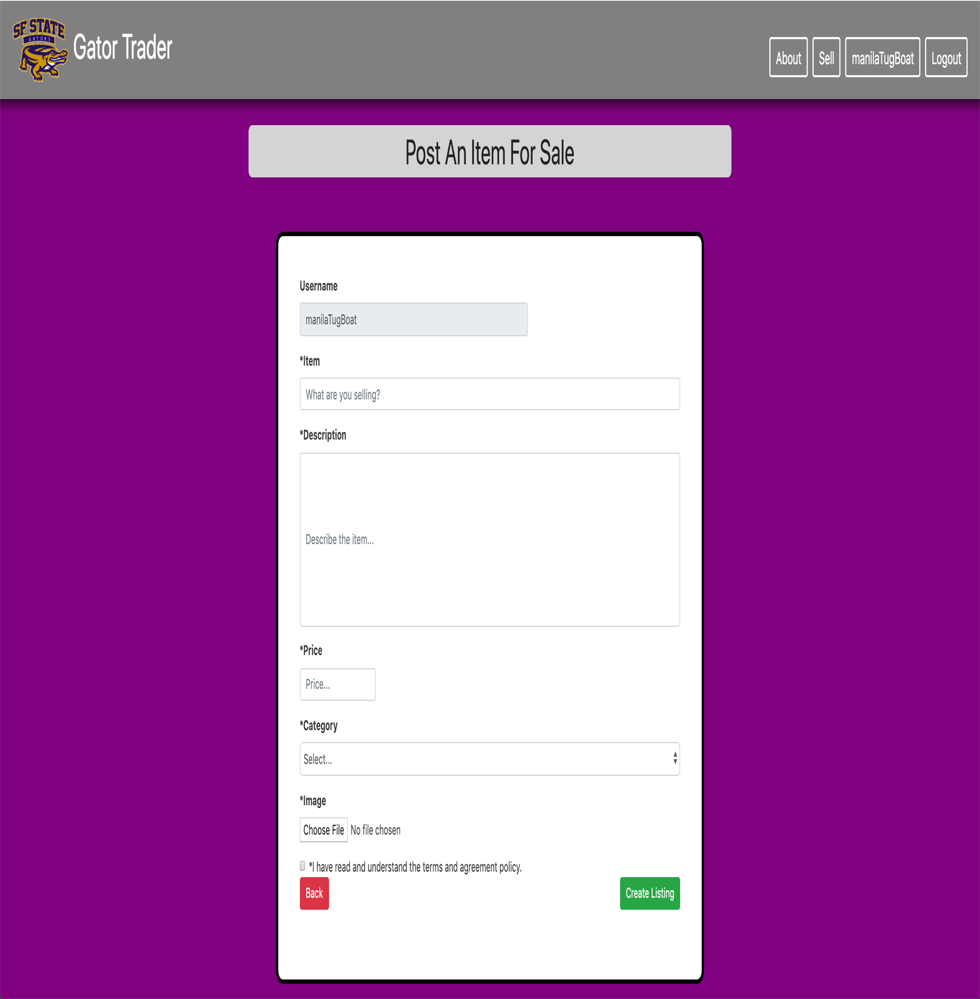 SF STATE
GATORS
Gator Trader
About
Sell
manilaTugBoat
Logout
Post An Item For Sale
Username
manilaTugBoat
*Item
What are you selling?
*Description
Describe the item...
*Price
Price...
*Category
Select...
*Image
Choose File No file chosen
*I have read and understand the terms and agreement policy.
Back
Create Listing